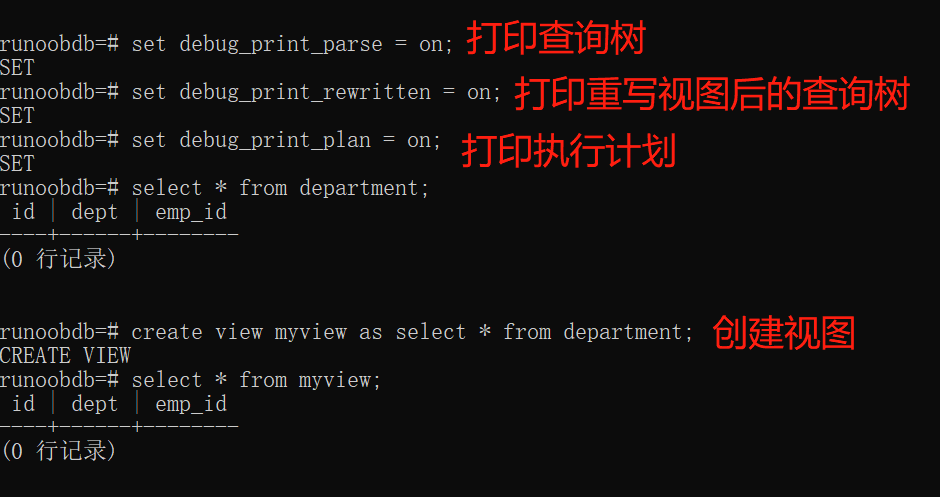 runoobdb=# set debug_print_parse = on; 打印查询树
SET
runoobdb=# set debug_print_rewritten = on; 打印重写视图后的查询树
SET
runoobdb=# set debug_print_plan = on; 打印执行计划
SET
runoobdb=# select * from department;
 id | dept | emp_id
----+------+--------
(0 行记录)
runoobdb=# create view myview as select * from department; 创建视图
CREATE VIEW
runoobdb=# select * from myview;
 id | dept | emp_id
----+------+--------
(0 行记录)